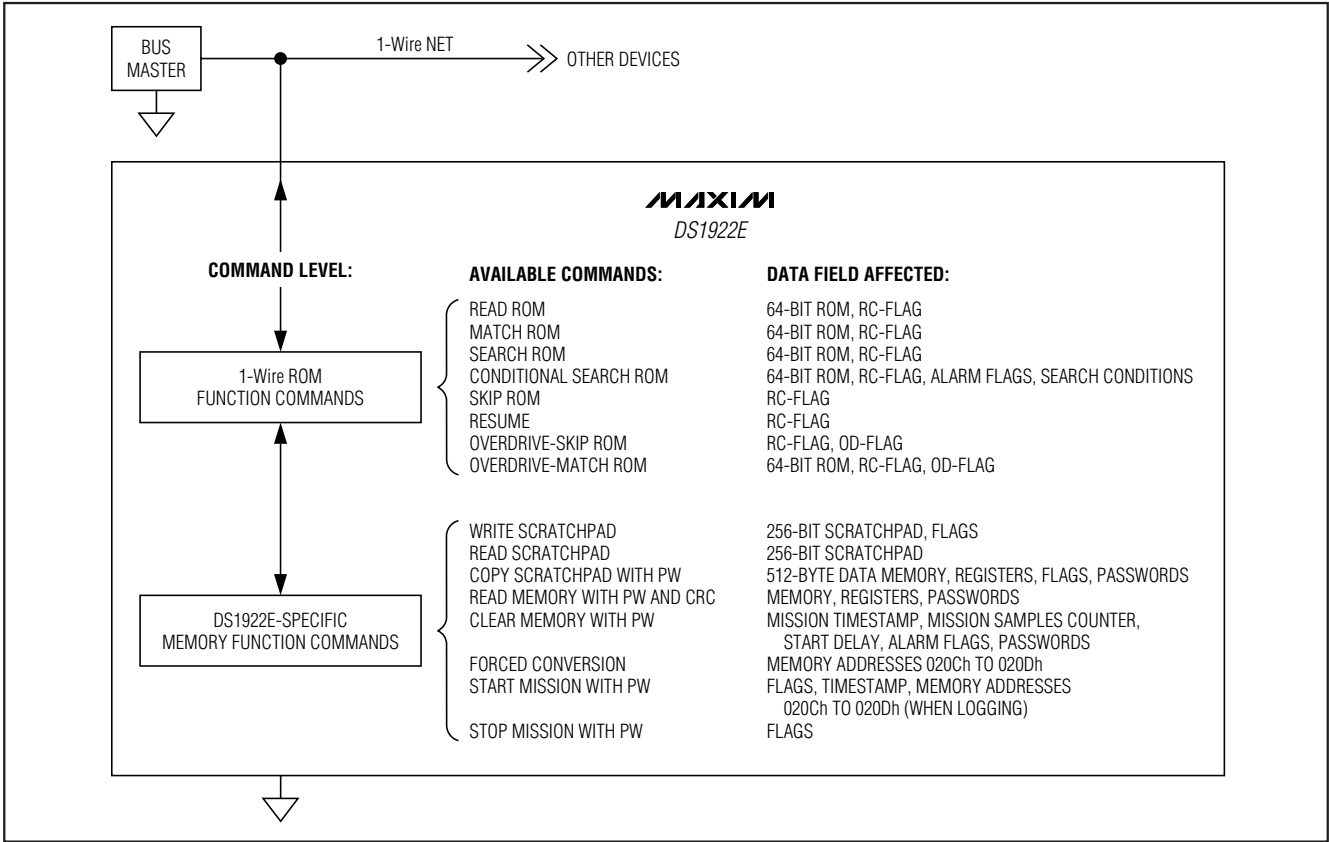 BUS
MASTER
1-Wire NET
OTHER DEVICES
MAXIM
DS1922E
COMMAND LEVEL: AVAILABLE COMMANDS: DATA FIELD AFFECTED:
1-Wire ROM
FUNCTION COMMANDS
READ ROM 64-BIT ROM, RC-FLAG
MATCH ROM 64-BIT ROM, RC-FLAG
SEARCH ROM 64-BIT ROM, RC-FLAG
CONDITIONAL SEARCH ROM 64-BIT ROM, RC-FLAG, ALARM FLAGS, SEARCH CONDITIONS
SKIP ROM RC-FLAG
RESUME RC-FLAG
OVERDRIVE-SKIP ROM RC-FLAG, OD-FLAG
OVERDRIVE-MATCH ROM 64-BIT ROM, RC-FLAG, OD-FLAG
DS1922E-SPECIFIC
MEMORY FUNCTION COMMANDS
WRITE SCRATCHPAD 256-BIT SCRATCHPAD, FLAGS
READ SCRATCHPAD 256-BIT SCRATCHPAD
COPY SCRATCHPAD WITH PW 512-BYTE DATA MEMORY, REGISTERS, FLAGS, PASSWORDS
READ MEMORY WITH PW AND CRC MEMORY, REGISTERS, PASSWORDS
CLEAR MEMORY WITH PW MISSION TIMESTAMP, MISSION SAMPLES COUNTER,
START DELAY, ALARM FLAGS, PASSWORDS
FORCED CONVERSION MEMORY ADDRESSES 020Ch TO 020Dh
START MISSION WITH PW FLAGS, TIMESTAMP, MEMORY ADDRESSES
020Ch TO 020Dh (WHEN LOGGING)
STOP MISSION WITH PW FLAGS